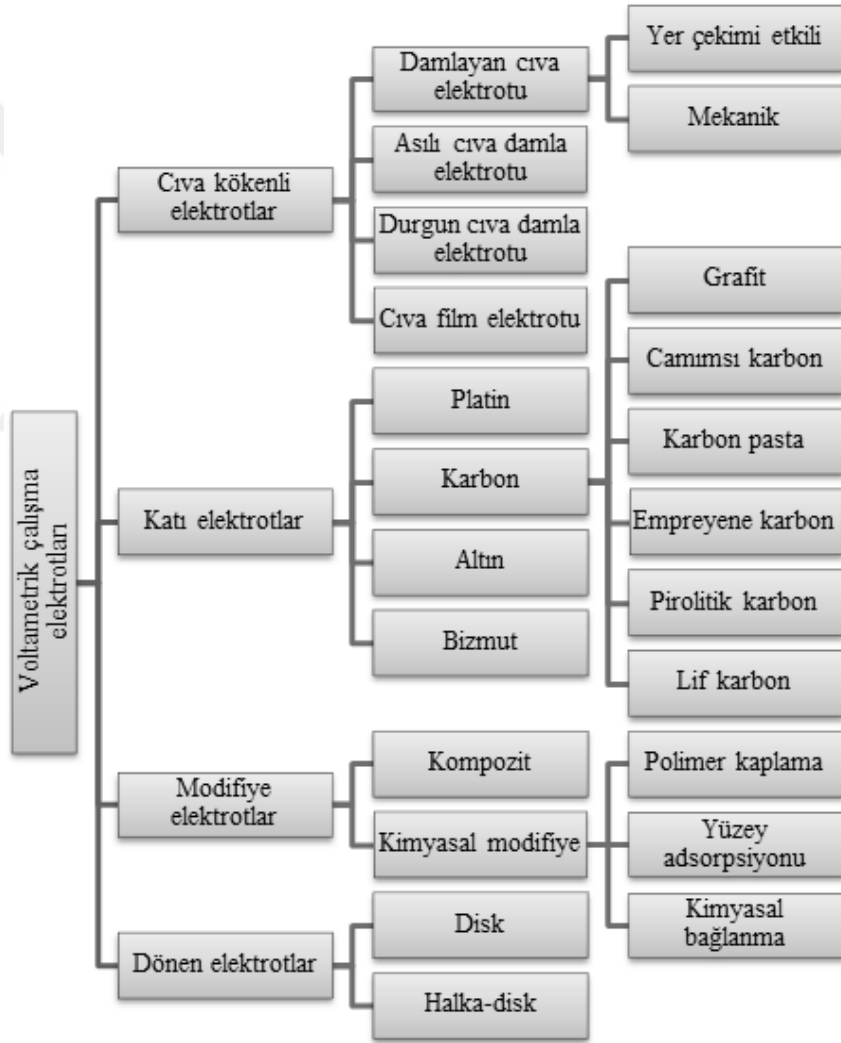 Voltametrik çalışma
elektrotları
Cıva kökenli
elektrotlar
Damlayan cıva
elektrotu
Yer çekimi etkili
Mekanik
Asılı cıva damla
elektrotu
Durgun cıva damla
elektrotu
Cıva film elektrotu
Katı elektrotlar
Platin
Karbon
Grafit
Camımsı karbon
Karbon pasta
Empreyene karbon
Pirolitik karbon
Lif karbon
Altın
Bizmut
Modifiye
elektrotlar
Kompozit
Kimyasal modifiye
Polimer kaplama
Yüzey
adsorpsiyonu
Kimyasal
bağlanma
Dönen elektrotlar
Disk
Halka-disk